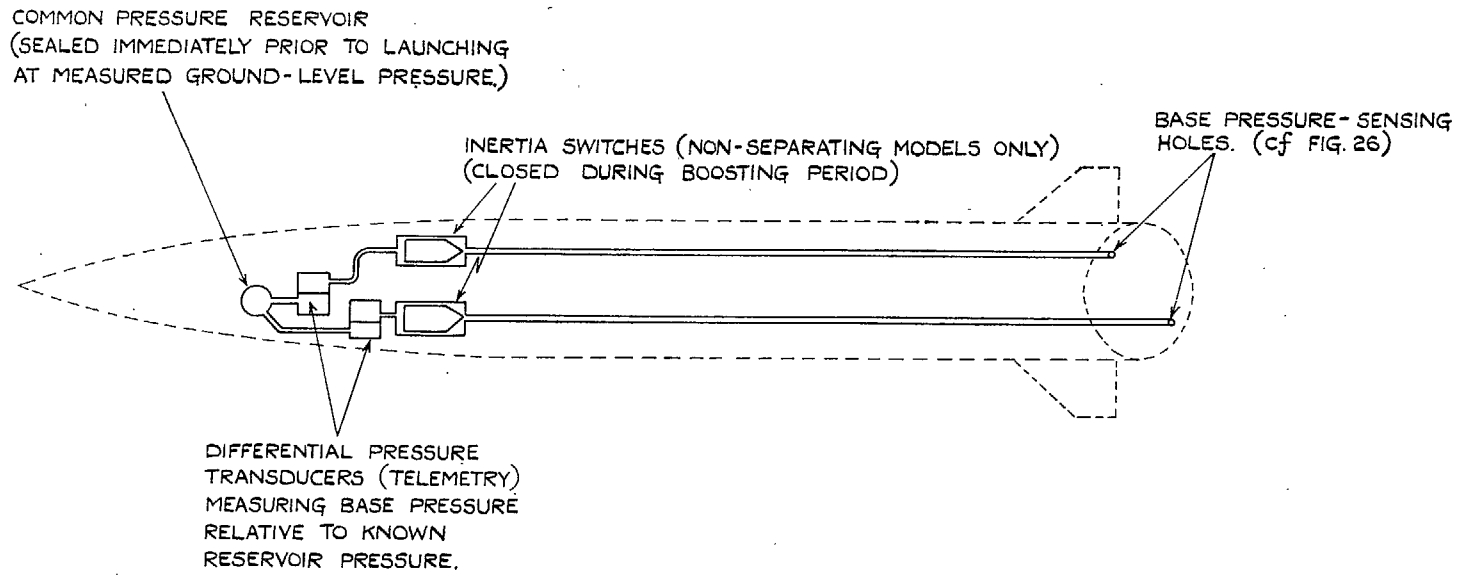 COMMON PRESSURE RESERVOIR
(SEALED IMMEDIATELY PRIOR TO LAUNCHING
AT MEASURED GROUND-LEVEL PRESSURE.)
INERTIA SWITCHES (NON-SEPARATING MODELS ONLY)
(CLOSED DURING BOOSTING PERIOD)
BASE PRESSURE-SENSING
HOLES. (cf FIG. 26)
DIFFERENTIAL PRESSURE
TRANSDUCERS (TELEMETRY)
MEASURING BASE PRESSURE
RELATIVE TO KNOWN
RESERVOIR PRESSURE.